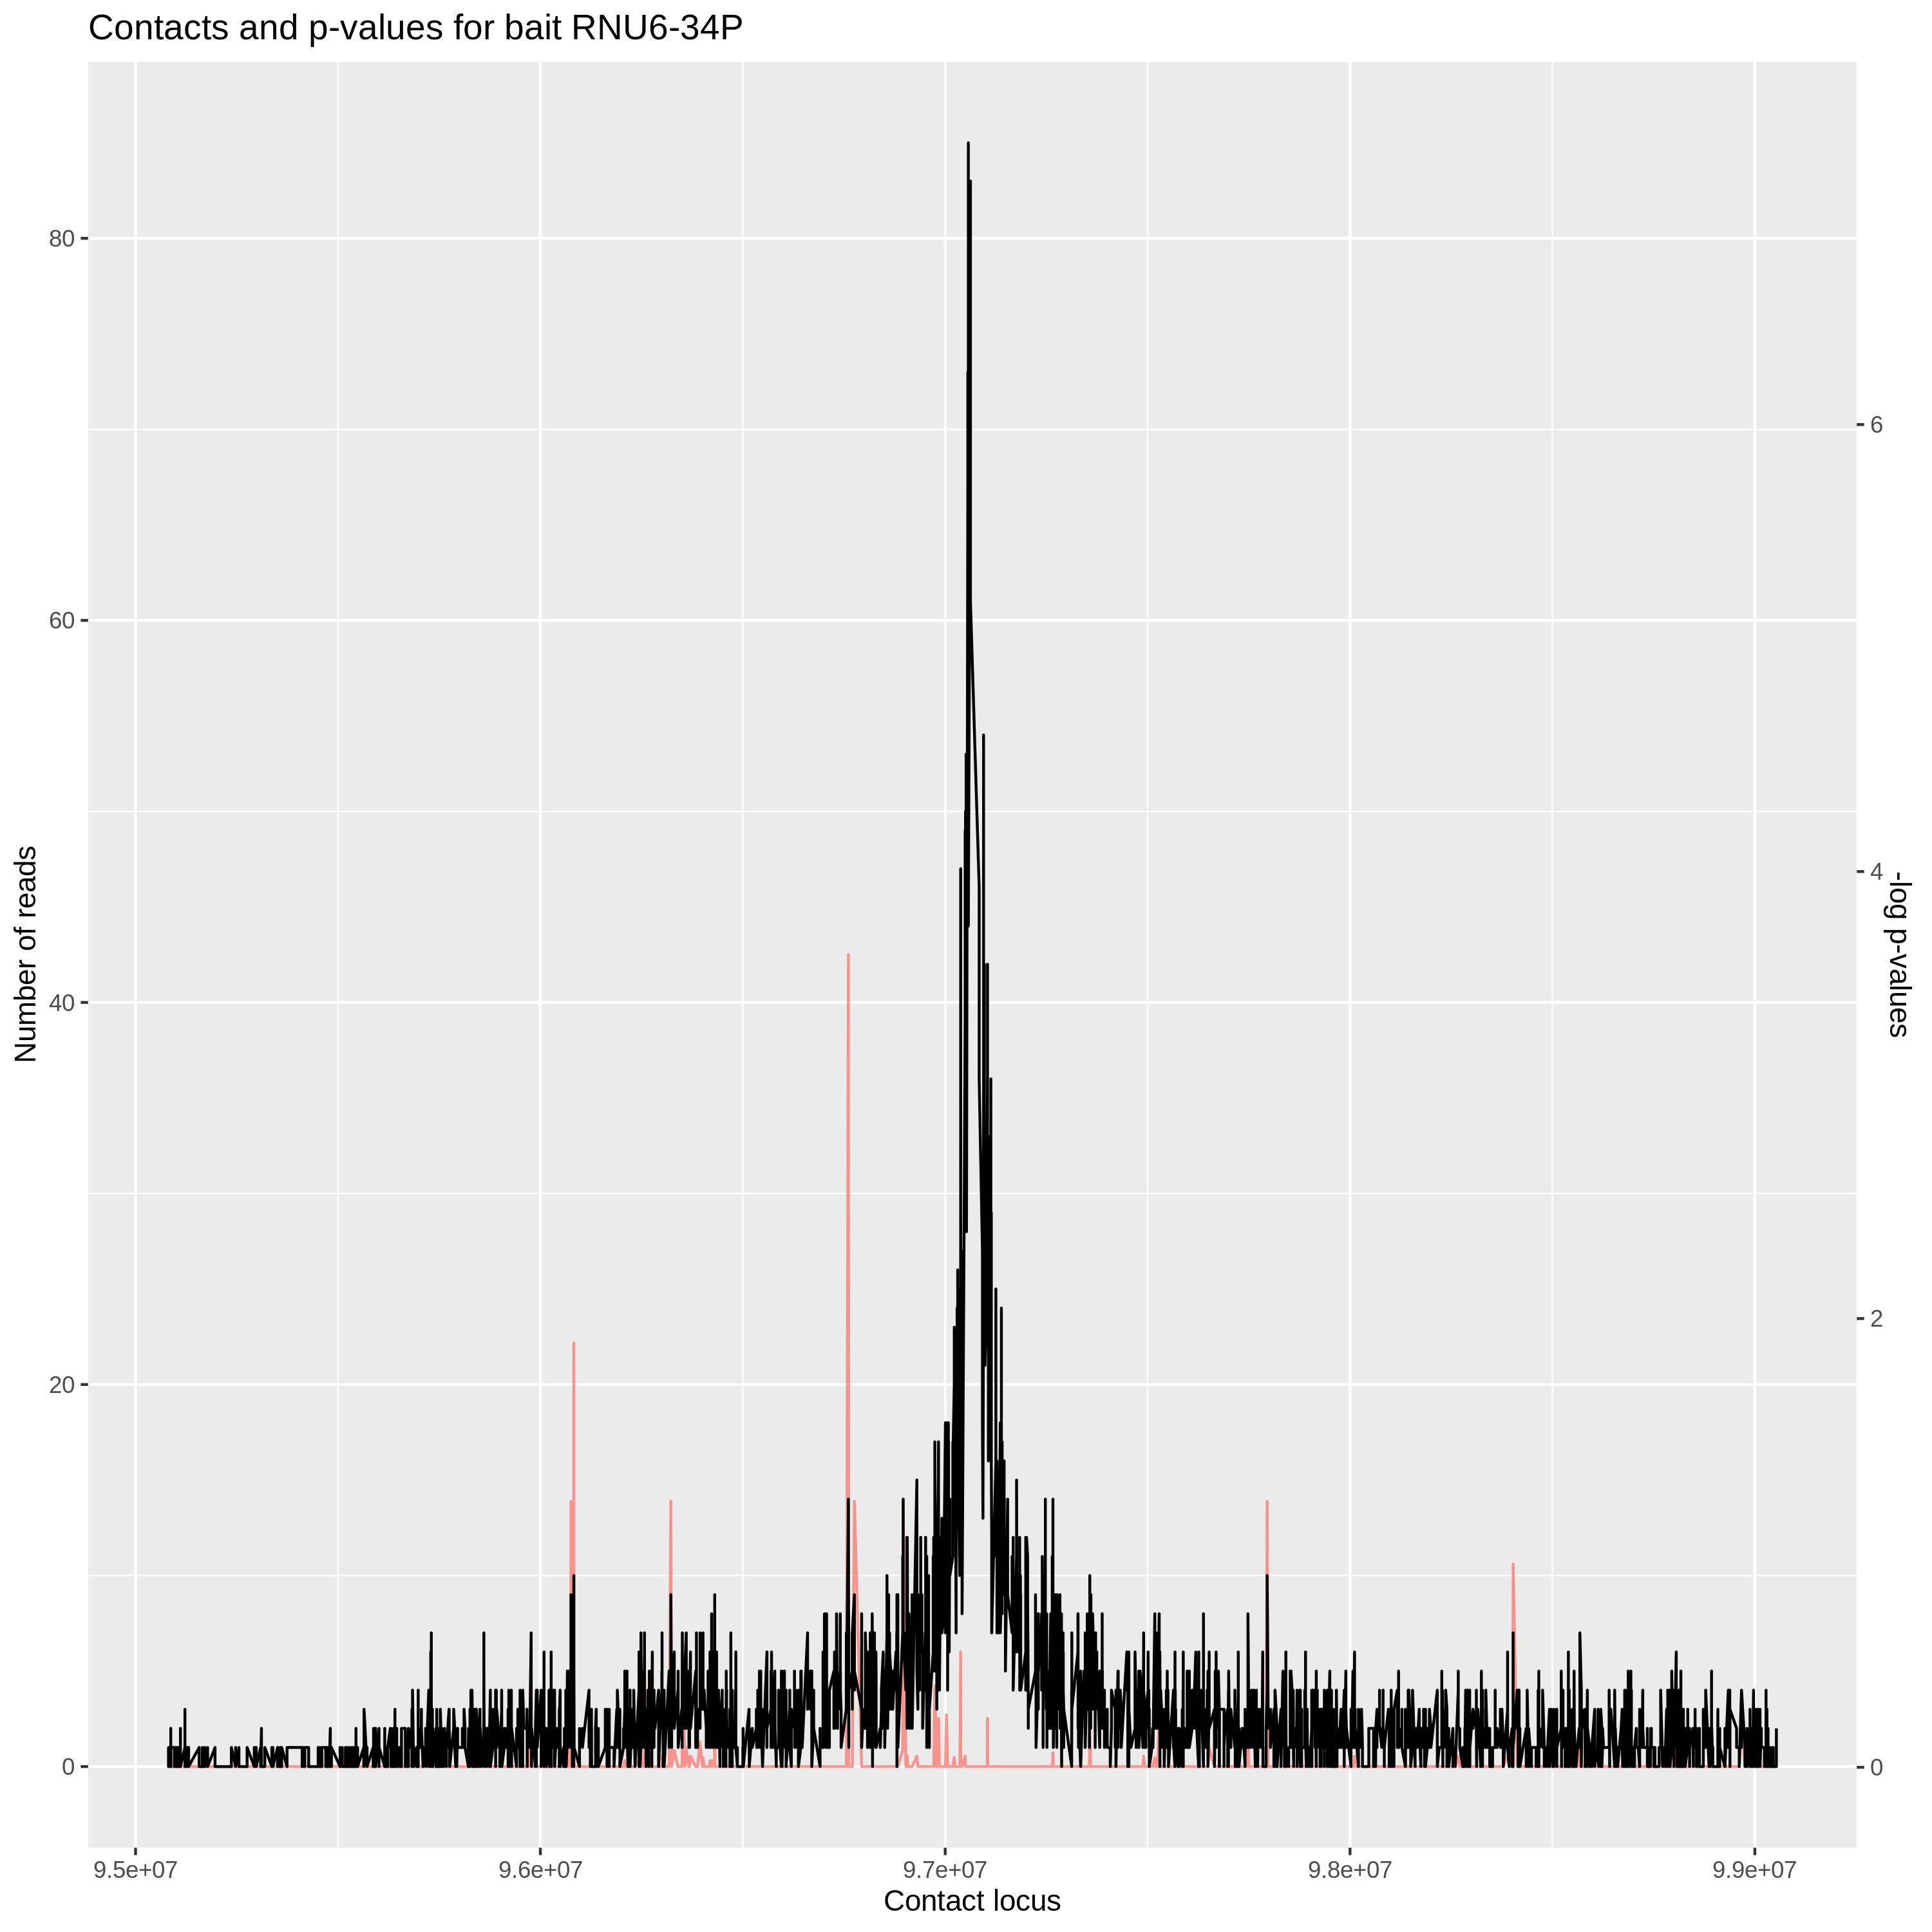 Contacts and p-values for bait RNU6-34P
80
60
40
20
0
Number of reads
6
4
2
0
-log p-values
9.5e+07
9.6e+07
9.7e+07
9.8e+07
9.9e+07
Contact locus